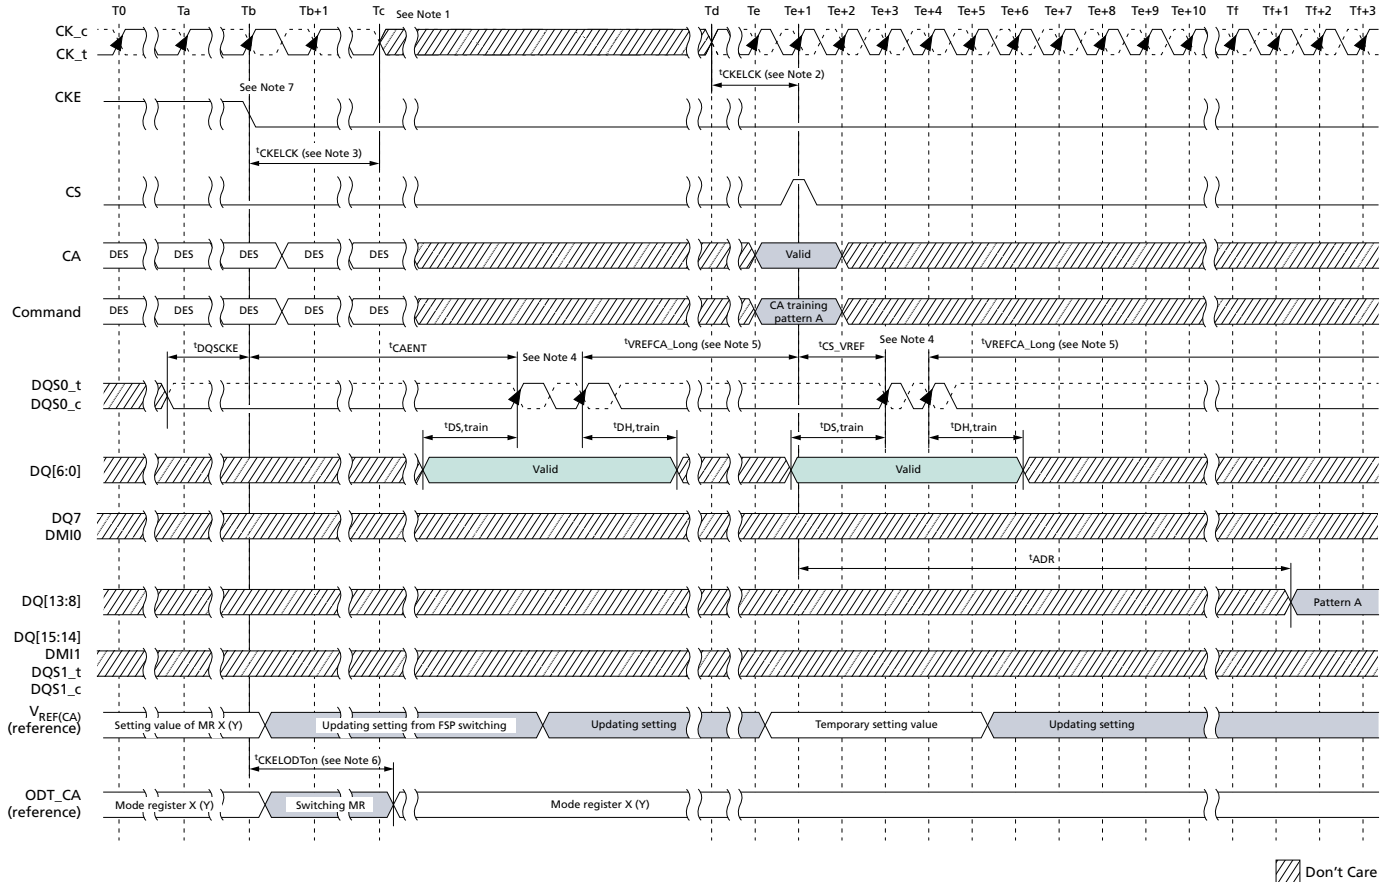 T0 Ta Tb Tb+1 Tc See Note 1 Td Te Te+1 Te+2 Te+3 Te+4 Te+5 Te+6 Te+7 Te+8 Te+9 Te+10 Tf Tf+1 Tf+2 Tf+3
CK_c
CK_t
tCKELCK (see Note 2)
CKE
See Note 7
tCKELCK (see Note 3)
CS
CA DES DES DES DES DES Valid
Command DES DES DES DES DES CA training
pattern A
tDQSCKE tCAENT See Note 4 tVREFCA_Long (see Note 5) tCS_VREF See Note 4 tVREFCA_Long (see Note 5)
DQS0_t
DQS0_c
tDS,train tDH,train tDS,train tDH,train
DQ[6:0] Valid Valid
DQ7
DMI0
tADR
DQ[13:8] Pattern A
DQ[15:14]
DMI1
DQS1_t
DQS1_c
VREF(CA)
(reference) Setting value of MR X (Y) Updating setting from FSP switching Updating setting Temporary setting value Updating setting
tCKELODTon (see Note 6)
ODT_CA
(reference) Mode register X (Y) Switching MR Mode register X (Y)
Don't Care